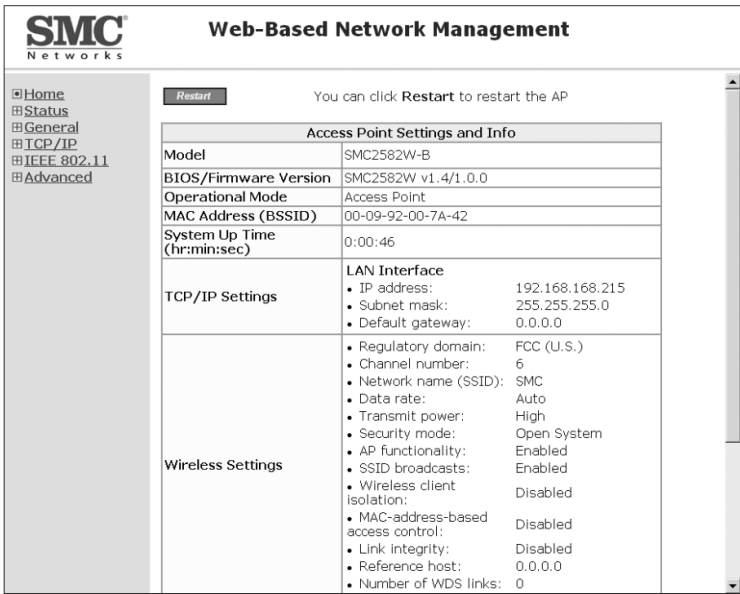 SMC®
Networks
Web-Based Network Management
Home
Status
General
TCP/IP
IEEE 802.11
Advanced
Restart
You can click Restart to restart the AP
Access Point Settings and Info
Model SMC2582W-B
BIOS/Firmware Version SMC2582W v1.4/1.0.0
Operational Mode Access Point
MAC Address (BSSID) 00-09-92-00-7A-42
System Up Time
(hr:min:sec) 0:00:46
TCP/IP Settings
LAN Interface
• IP address: 192.168.168.215
• Subnet mask: 255.255.255.0
• Default gateway: 0.0.0.0
Wireless Settings
• Regulatory domain: FCC (U.S.)
• Channel number: 6
• Network name (SSID): SMC
• Data rate: Auto
• Transmit power: High
• Security mode: Open System
• AP functionality: Enabled
• SSID broadcasts: Enabled
• Wireless client
isolation: Disabled
• MAC-address-based
access control: Disabled
• Link integrity: Disabled
• Reference host: 0.0.0.0
• Number of WDS links: 0